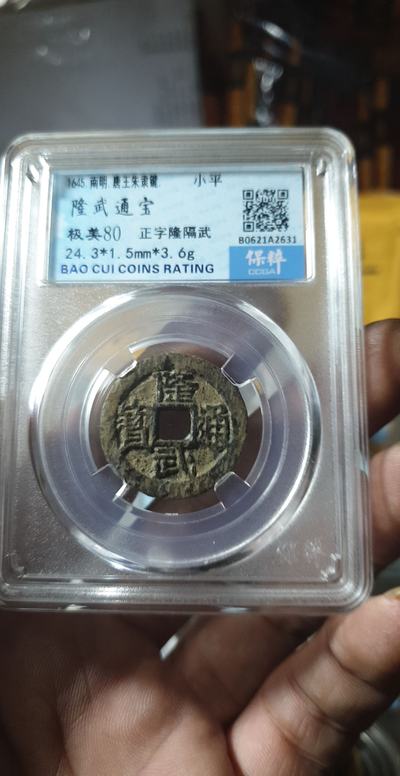 1645.南明.唐王朱聿键. 小平
隆武通宝
极美80 正字隆隔武
B0621A2631
24.3*1.5mm*3.6g
保粹
BAO CUI COINS RATING
CCGA
隆
寶 通
武